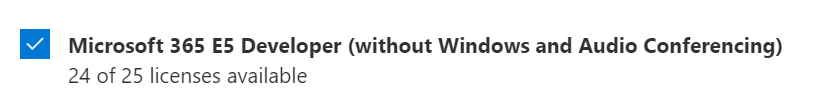 Microsoft 365 E5 Developer (without Windows and Audio Conferencing)
24 of 25 licenses available